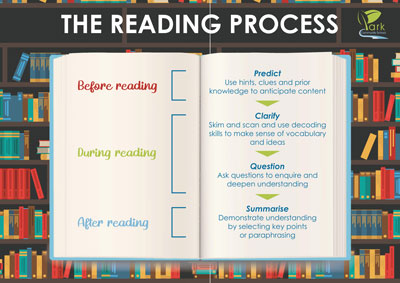 THE READING PROCESS
Park
Community School
Before reading
During reading
After reading
Predict
Use hints, clues and prior
knowledge to anticipate content
Clarify
Skim and scan and use decoding
skills to make sense of vocabulary
and ideas
Question
Ask questions to enquire and
deepen understanding
Summarise
Demonstrate understanding
by selecting key points
or paraphrasing